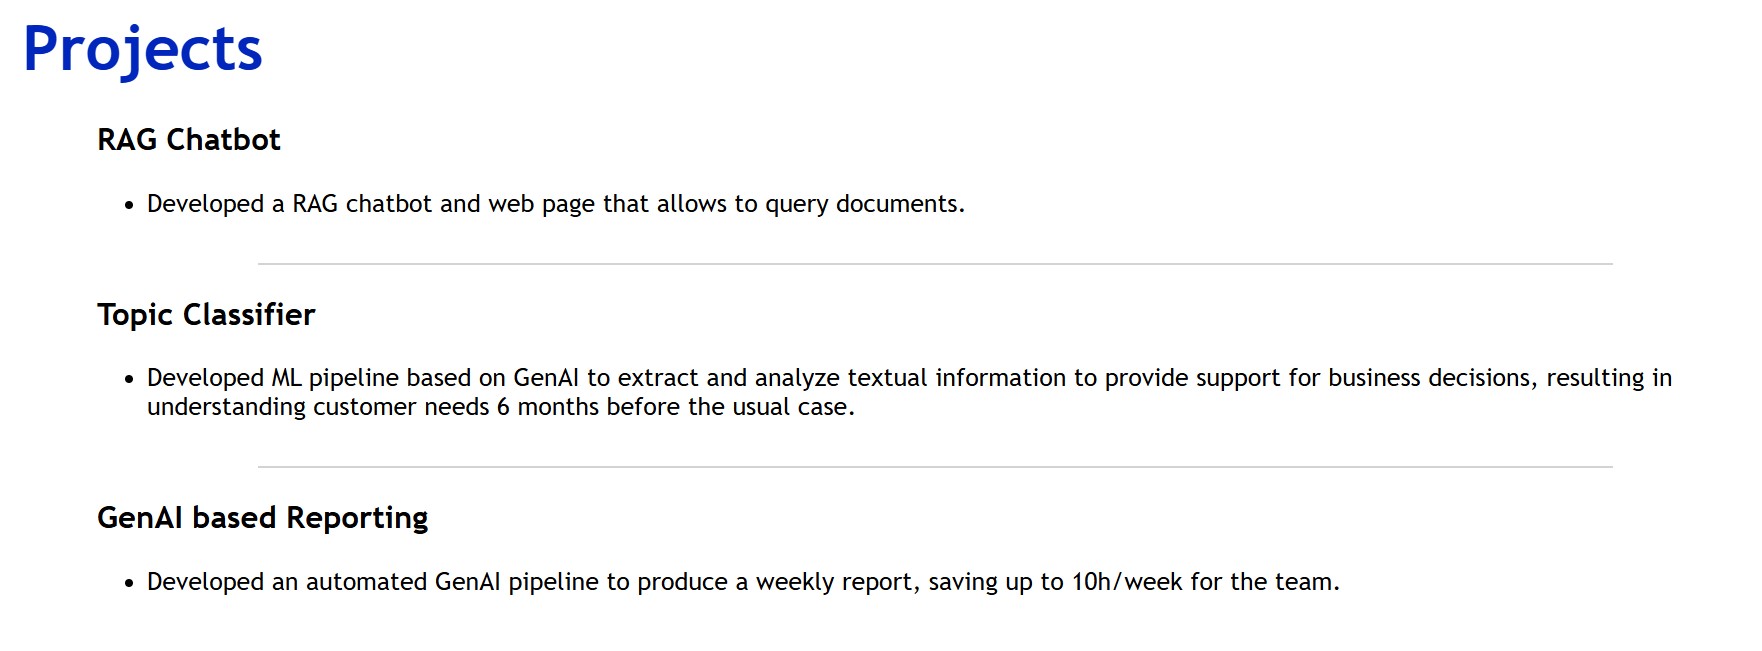 Projects
RAG Chatbot
• Developed a RAG chatbot and web page that allows to query documents.
Topic Classifier
• Developed ML pipeline based on GenAI to extract and analyze textual information to provide support for business decisions, resulting in
understanding customer needs 6 months before the usual case.
GenAI based Reporting
• Developed an automated GenAI pipeline to produce a weekly report, saving up to 10h/week for the team.